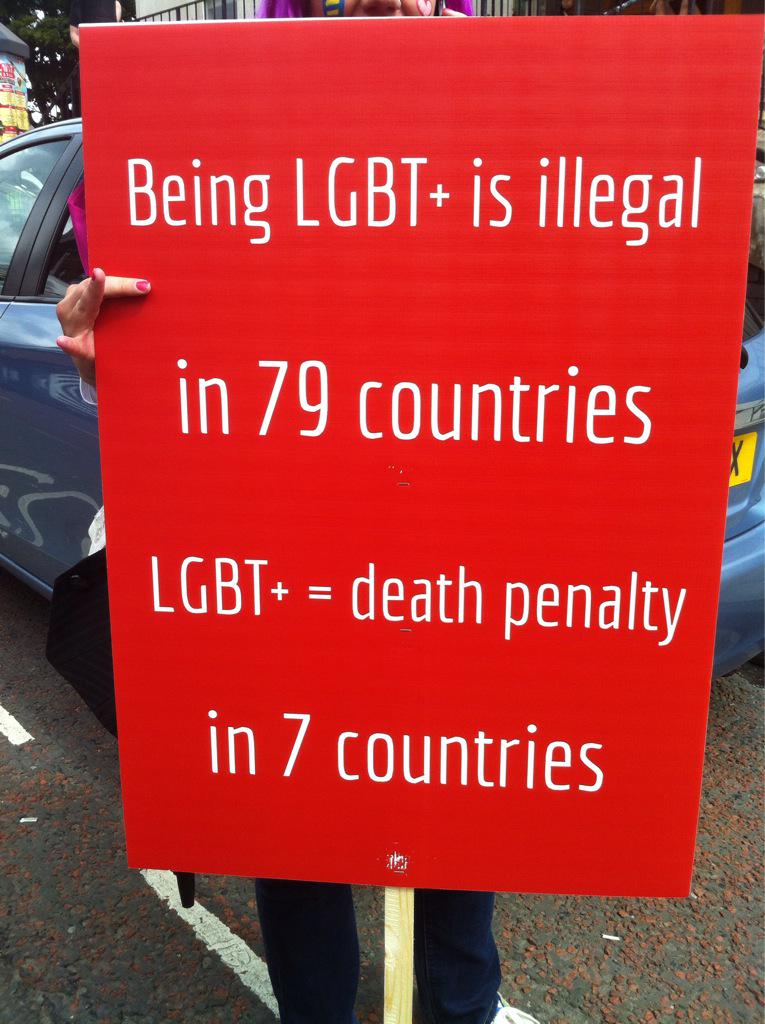 Being LGBT+ is illegal
in 79 countries
LGBT+ = death penalty
in 7 countries
X